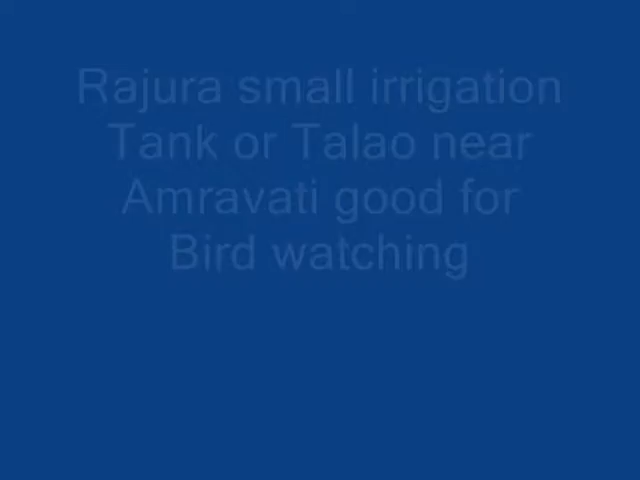 Rajura small irrigation
Tank or Talao near
Amravati good for
Bird watching